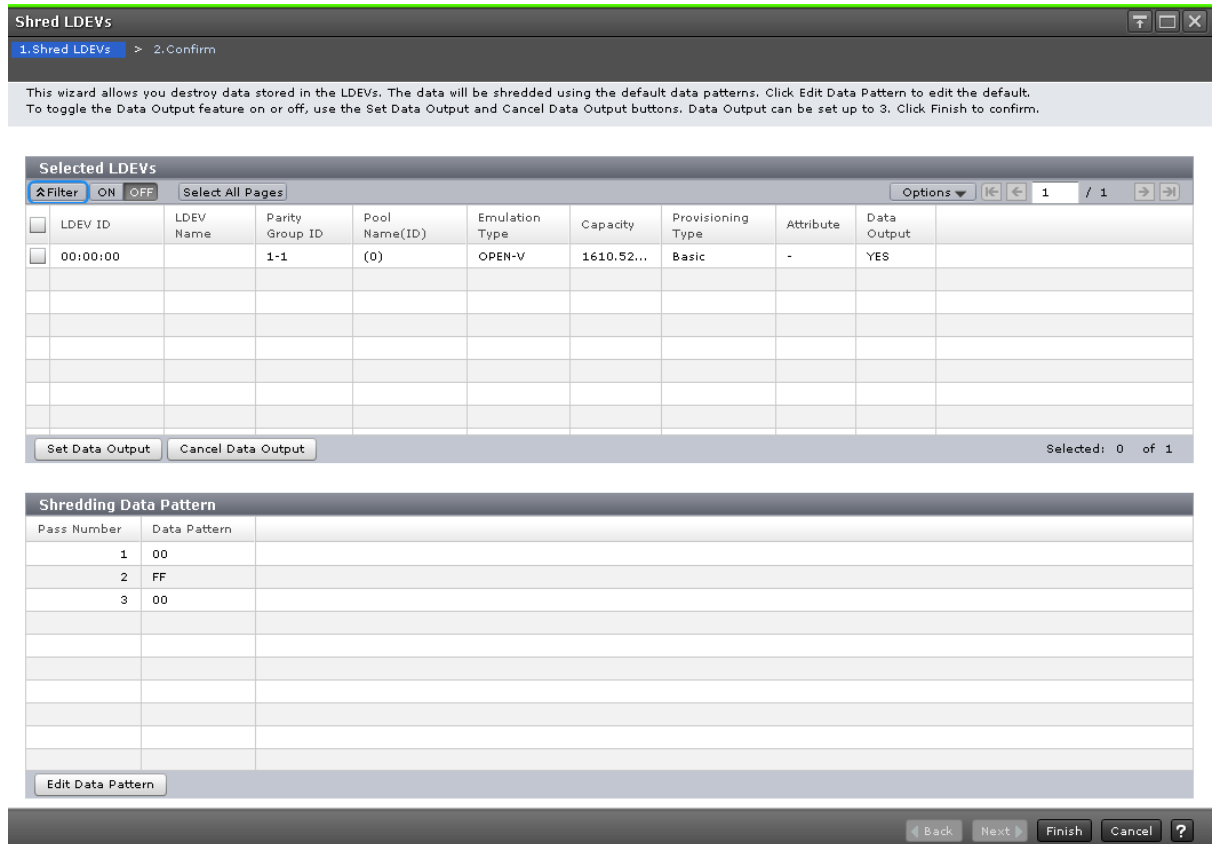 Shred LDEVs
1.Shred LDEVs > 2.Confirm
This wizard allows you destroy data stored in the LDEVs. The data will be shredded using the default data patterns. Click Edit Data Pattern to edit the default.
To toggle the Data Output feature on or off, use the Set Data Output and Cancel Data Output buttons. Data Output can be set up to 3. Click Finish to confirm.
Selected LDEVs
Filter ON OFF Select All Pages Options 1 / 1
LDEV ID LDEV Name Parity Group ID Pool Name(ID) Emulation Type Capacity Provisioning Type Attribute Data Output
00:00:00 1-1 (0) OPEN-V 1610.52... Basic - YES
Set Data Output Cancel Data Output Selected: 0 of 1
Shredding Data Pattern
Pass Number Data Pattern
1 00
2 FF
3 00
Edit Data Pattern
Back Next Finish Cancel ?